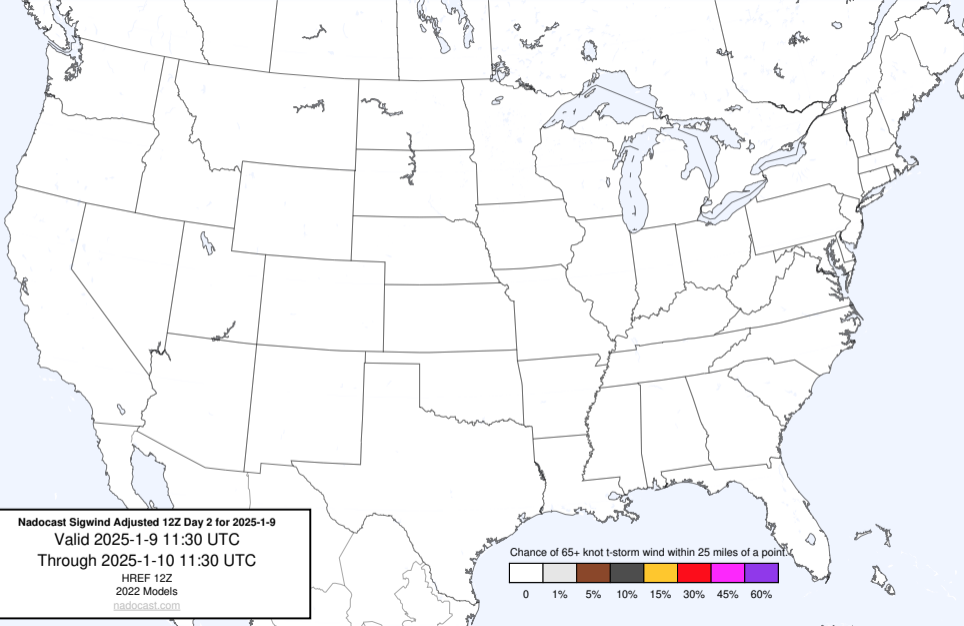 Nadocast Sigwind Adjusted 12Z Day 2 for 2025-1-9
Valid 2025-1-9 11:30 UTC
Through 2025-1-10 11:30 UTC
HREF 12Z
2022 Models
nadocast.com
Chance of 65+ knot t-storm wind within 25 miles of a point.
0 1% 5% 10% 15% 30% 45% 60%